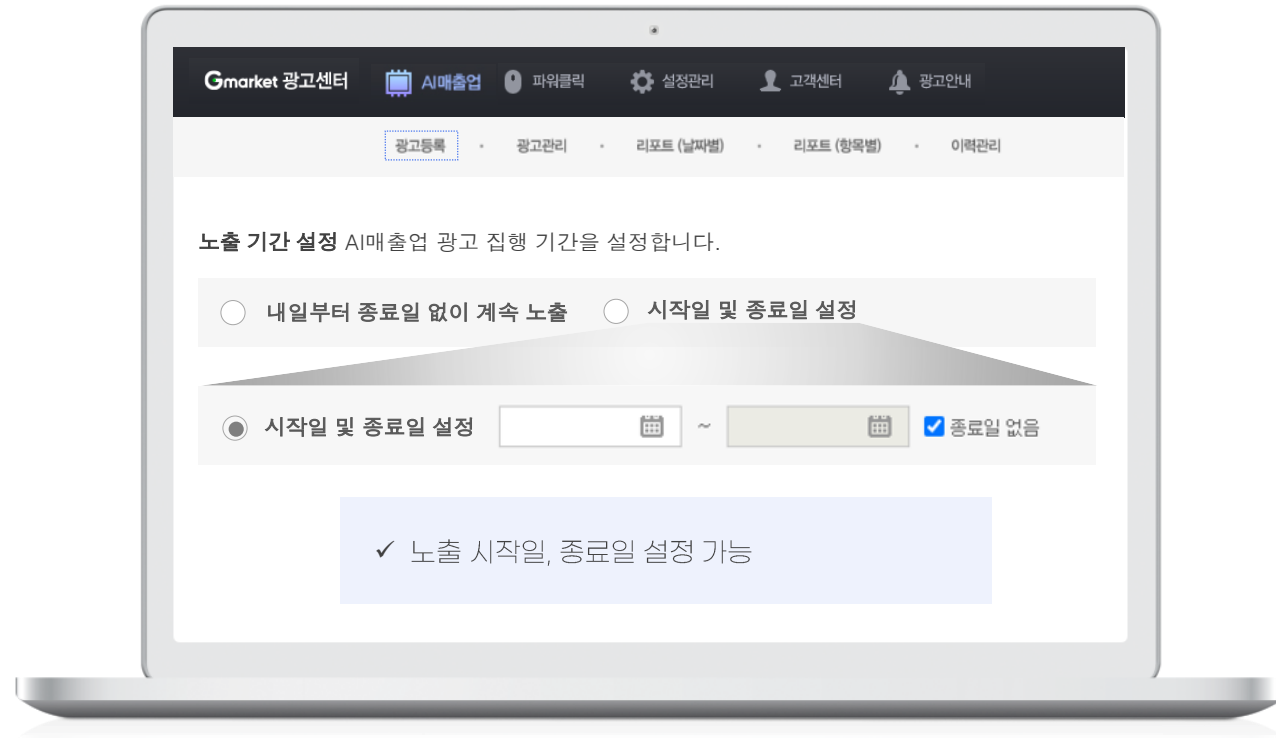 Gmarket 광고센터 AI매출업 파워클릭 설정관리 고객센터 광고안내
광고등록 · 광고관리 · 리포트 (날짜별) · 리포트 (항목별) · 이력관리
노출 기간 설정 AI매출업 광고 집행 기간을 설정합니다.
내일부터 종료일 없이 계속 노출 시작일 및 종료일 설정
시작일 및 종료일 설정 ~ 종료일 없음
✓ 노출 시작일, 종료일 설정 가능